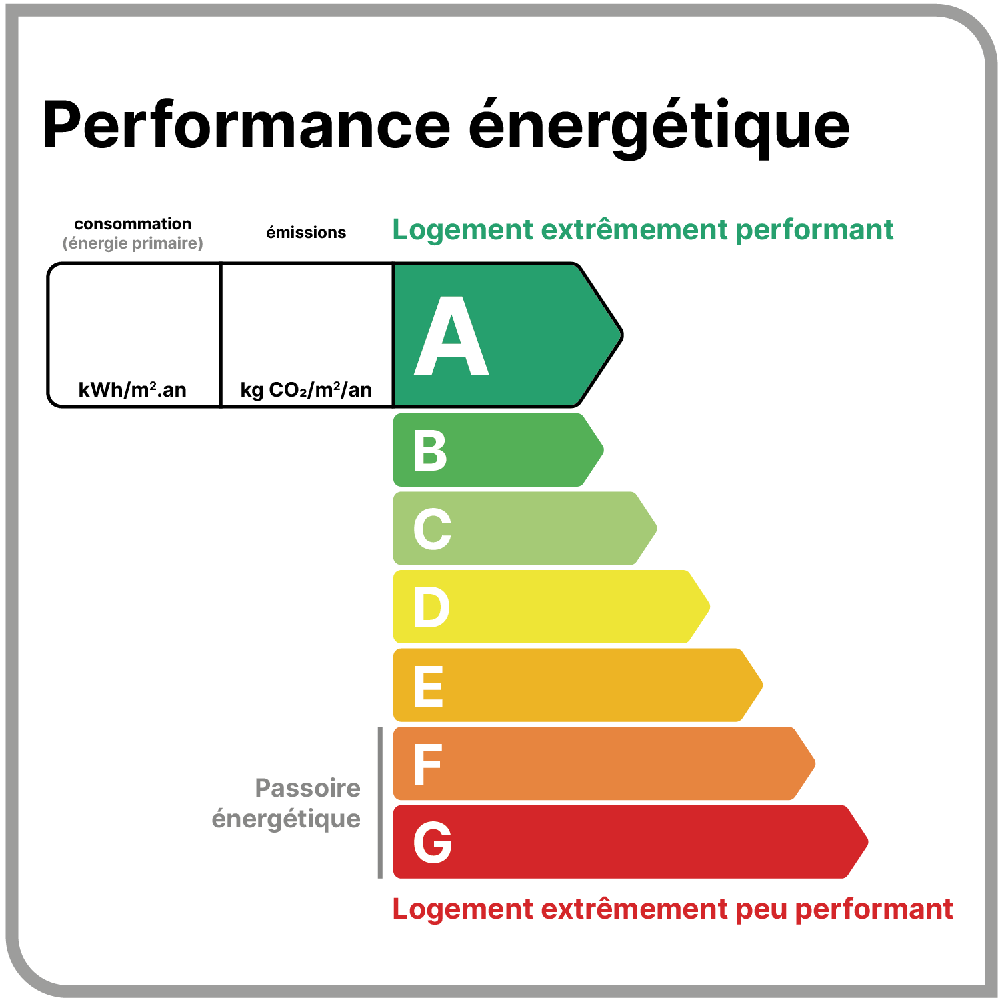 Performance énergétique
consommation
(énergie primaire)
émissions
Logement extrêmement performant
kWh/m².an
kg CO₂/m²/an
A
B
C
D
E
F
Passoire
énergétique
G
Logement extrêmement peu performant